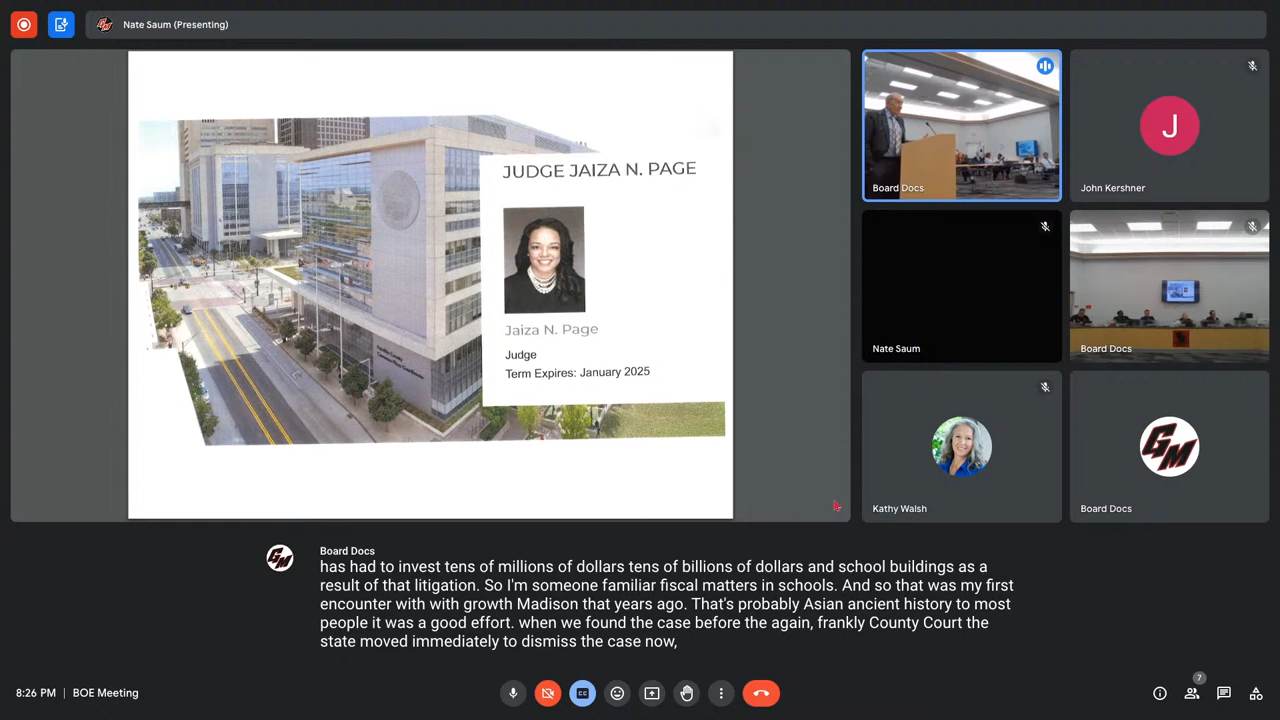 Nate Saum (Presenting)
JUDGE JAIZA N. PAGE
Jaiza N. Page
Judge
Term Expires: January 2025
Board Docs
J
John Kershner
Nate Saum
Board Docs
Kathy Walsh
GM
Board Docs
Board Docs
has had to invest tens of millions of dollars tens of billions of dollars and school buildings as a
result of that litigation. So I'm someone familiar fiscal matters in schools. And so that was my first
encounter with with growth Madison that years ago. That's probably Asian ancient history to most
people it was a good effort. when we found the case before the again, frankly County Court the
state moved immediately to dismiss the case now,
8:26 PM | BOE Meeting
CC
7